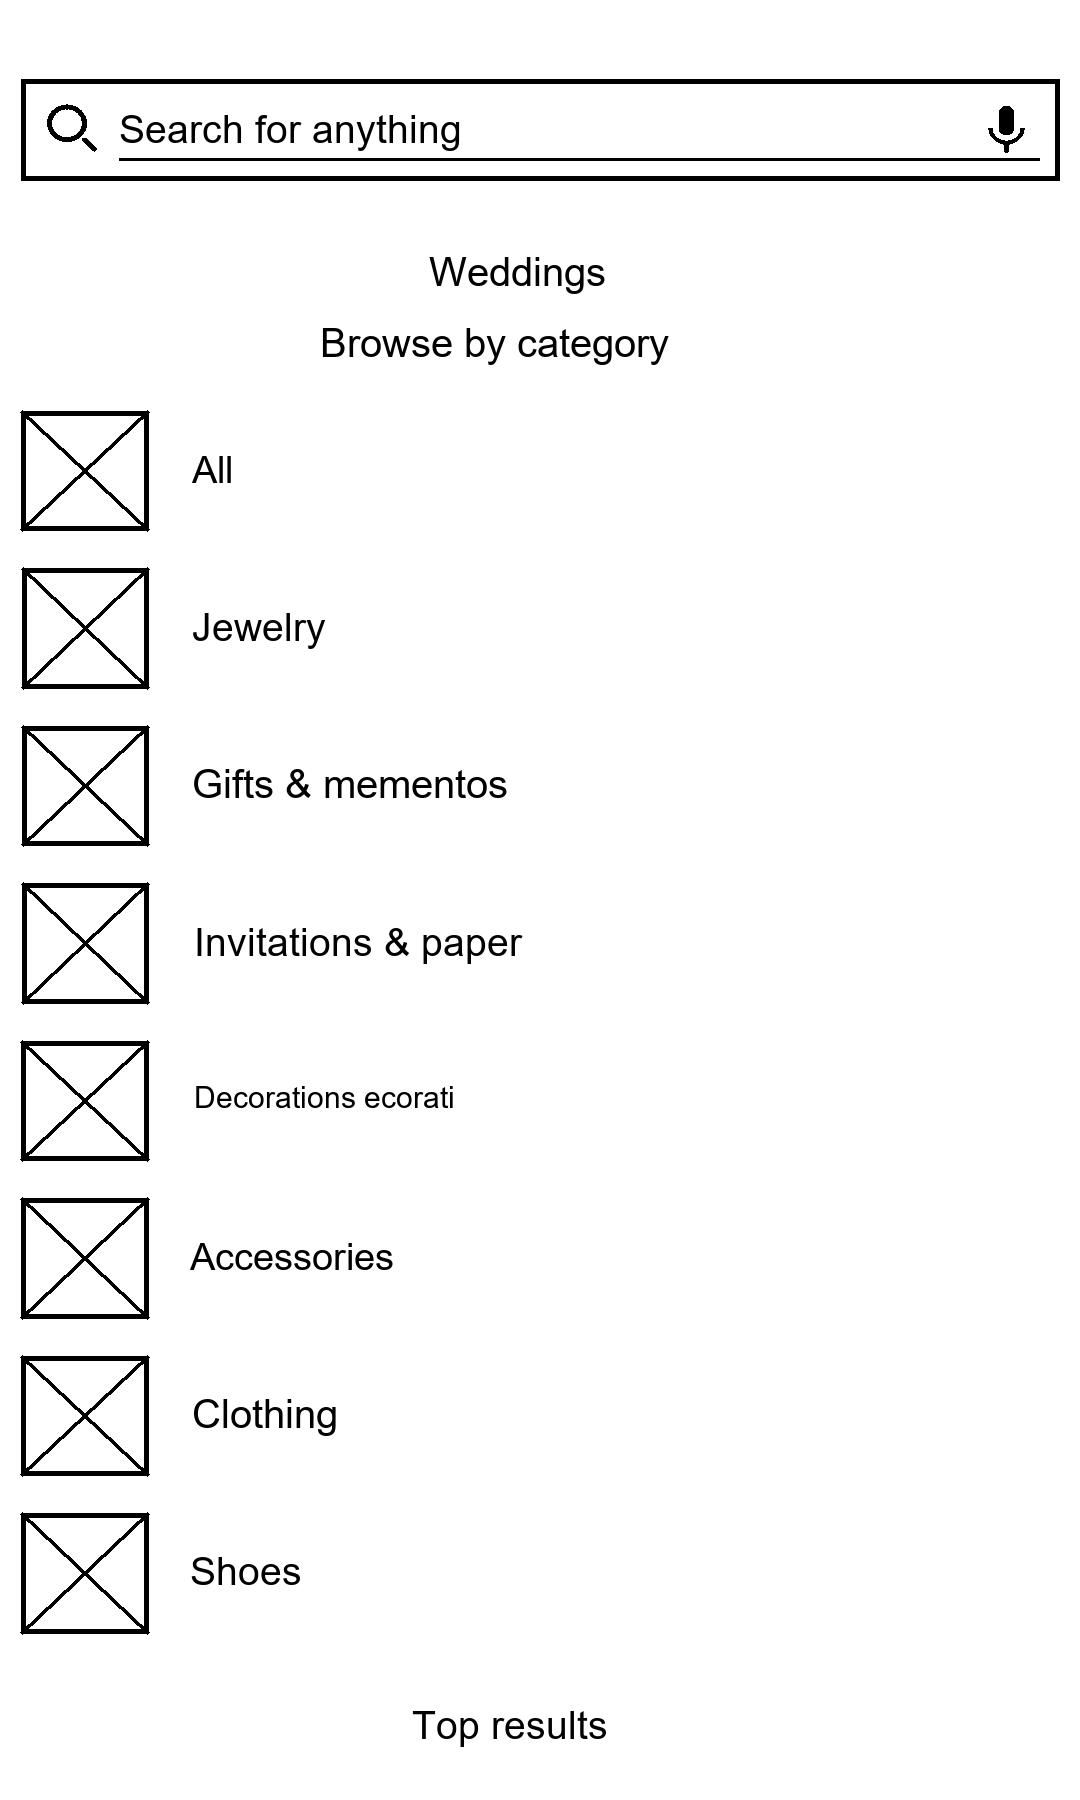 Search for anything
Weddings
Browse by category
All
Jewelry
Gifts & mementos
Invitations & paper
Decorations ecorati
Accessories
Clothing
Shoes
Top results